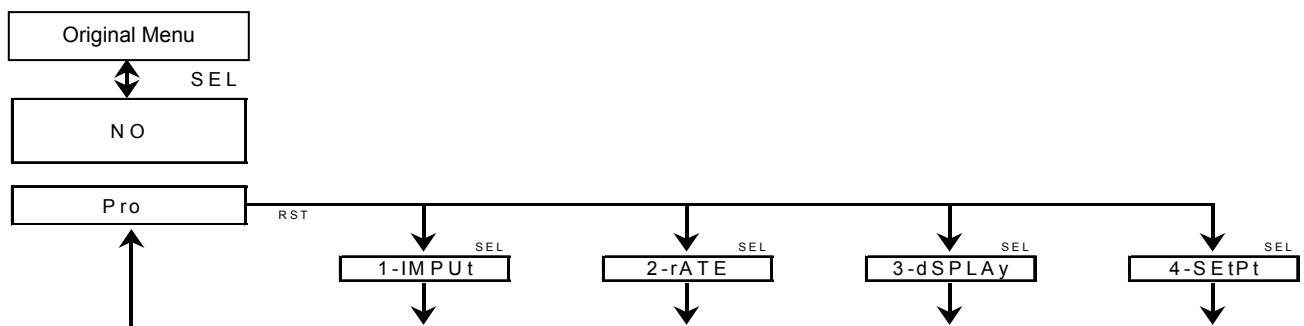 Original Menu
SEL
NO
Pro
RST
SEL
SEL
SEL
SEL
1-IMPUt
2-rATE
3-dSPLAy
4-SEtPt